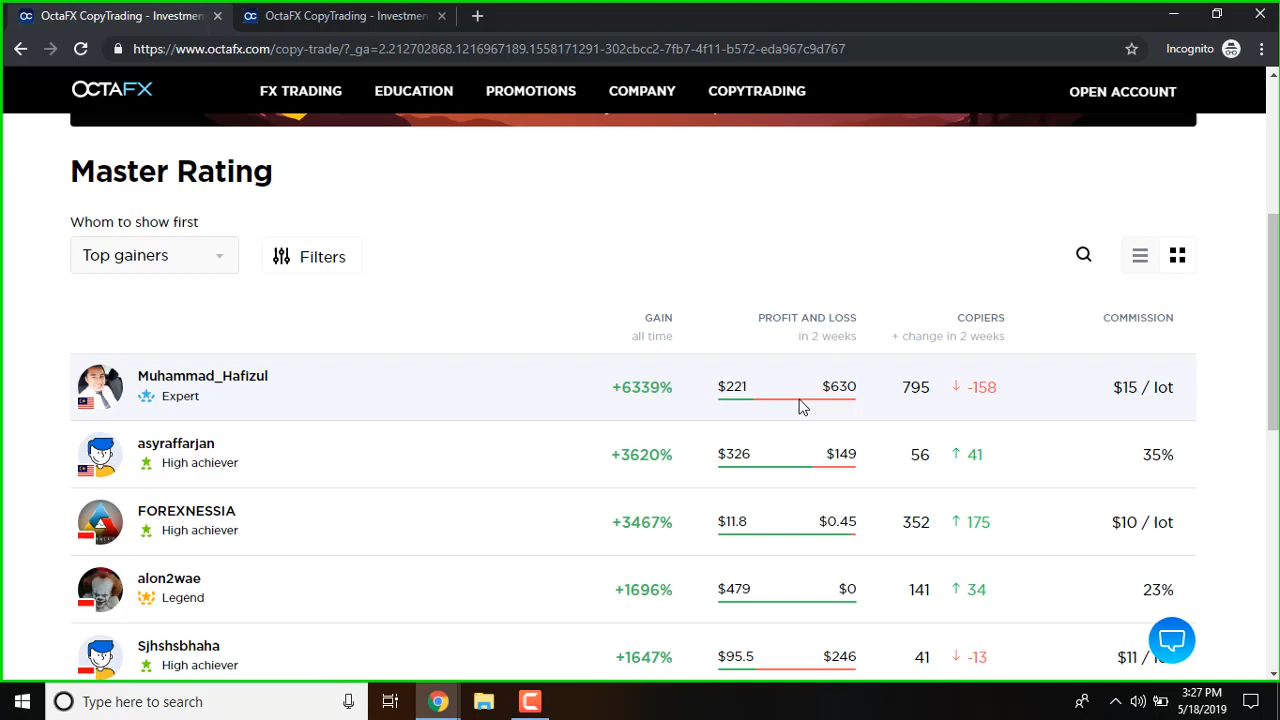 OctaFX CopyTrading - Investmen
OctaFX CopyTrading - Investmen
https://www.octafx.com/copy-trade/?_ga=2.212702868.1216967189.1558171291-302cbcc2-7fb7-4f11-b572-eda967c9d767
Incognito
OCTAFX
FX TRADING
EDUCATION
PROMOTIONS
COMPANY
COPYTRADING
OPEN ACCOUNT
Master Rating
Whom to show first
Top gainers
Filters
GAIN
all time
PROFIT AND LOSS
in 2 weeks
COPIERS
+ change in 2 weeks
COMMISSION
Muhammad_Hafizul
Expert
+6339%
$221
$630
795
↓ -158
$15 / lot
asyraffarjan
High achiever
+3620%
$326
$149
56
↑ 41
35%
FOREXNESSIA
High achiever
+3467%
$11.8
$0.45
352
↑ 175
$10 / lot
alon2wae
Legend
+1696%
$479
$0
141
↑ 34
23%
Sjhshsbhaha
High achiever
+1647%
$95.5
$246
41
↓ -13
$11 /
Type here to search
3:27 PM
5/18/2019